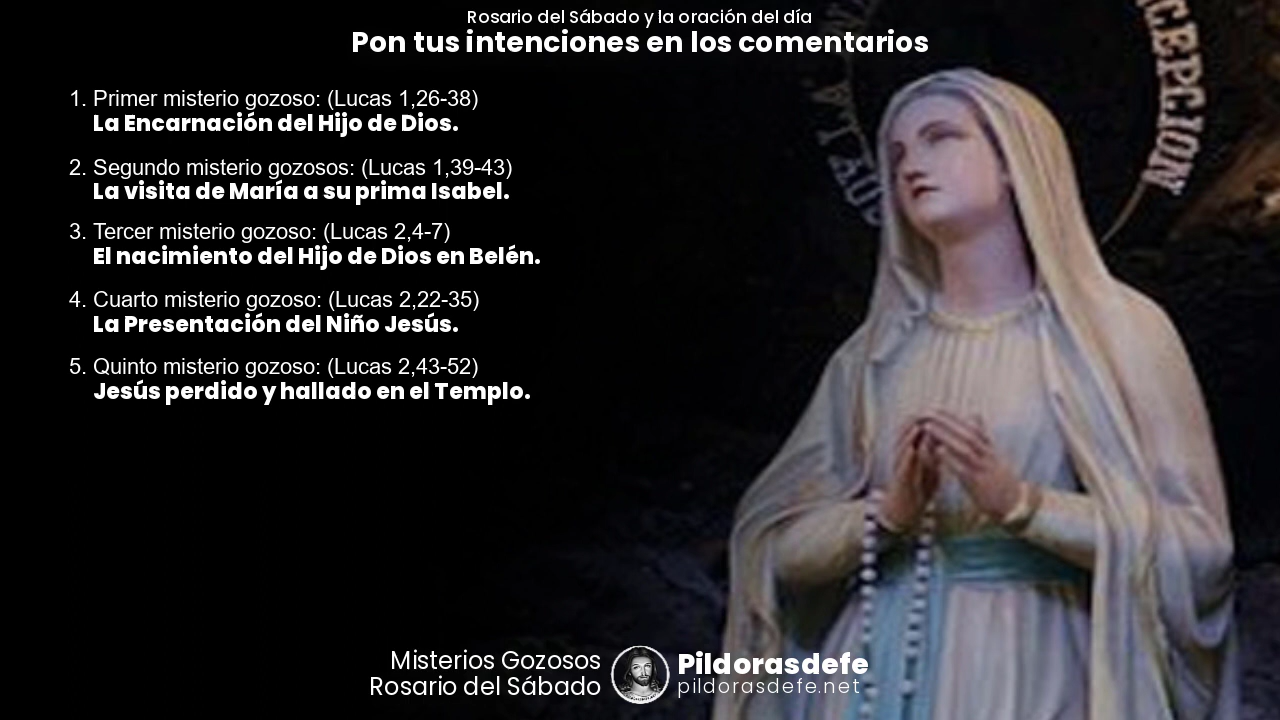 Rosario del Sábado y la oración del día
Pon tus intenciones en los comentarios
1. Primer misterio gozoso: (Lucas 1,26-38)
La Encarnación del Hijo de Dios.
2. Segundo misterio gozosos: (Lucas 1,39-43)
La visita de María a su prima Isabel.
3. Tercer misterio gozoso: (Lucas 2,4-7)
El nacimiento del Hijo de Dios en Belén.
4. Cuarto misterio gozoso: (Lucas 2,22-35)
La Presentación del Niño Jesús.
5. Quinto misterio gozoso: (Lucas 2,43-52)
Jesús perdido y hallado en el Templo.
CEPCION
Misterios Gozosos
Rosario del Sábado
Pildorasdefe
pildorasdefe.net